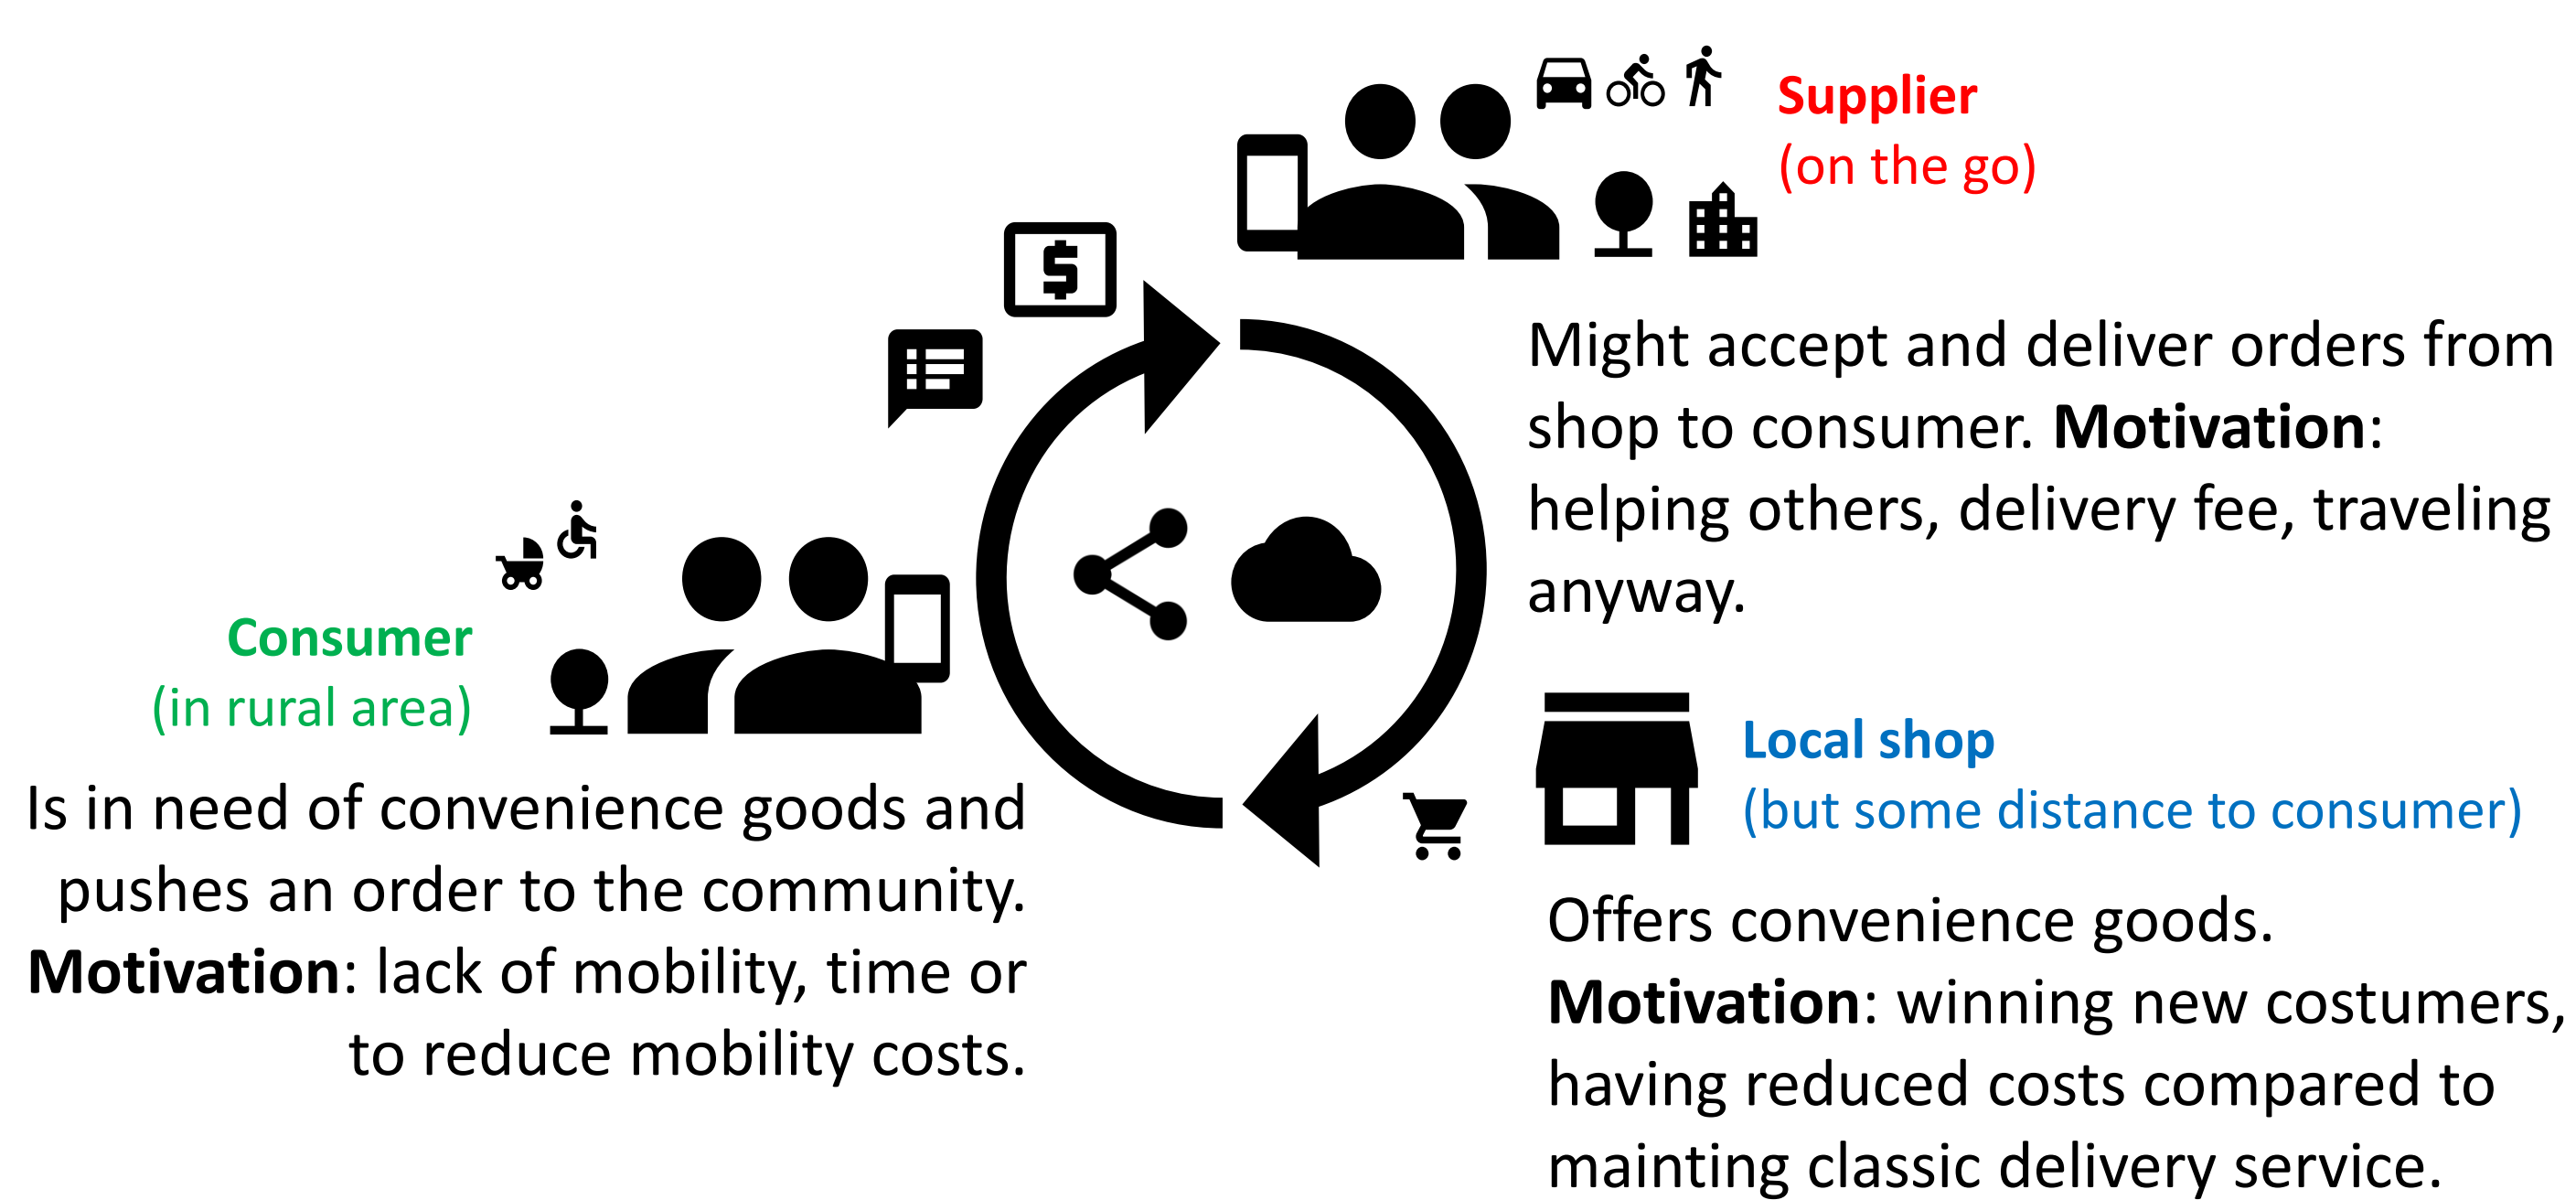 Supplier
(on the go)
$
Might accept and deliver orders from
shop to consumer. Motivation:
helping others, delivery fee, traveling
anyway.
Consumer
(in rural area)
Is in need of convenience goods and
pushes an order to the community.
Motivation: lack of mobility, time or
to reduce mobility costs.
Local shop
(but some distance to consumer)
Offers convenience goods.
Motivation: winning new costumers,
having reduced costs compared to
mainting classic delivery service.